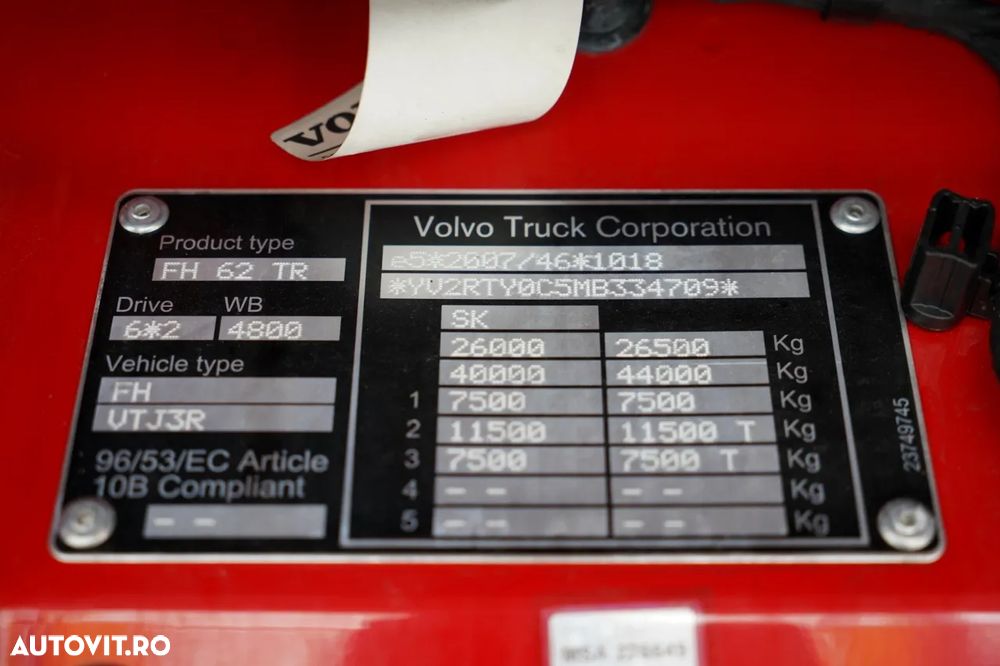 VO
Volvo Truck Corporation
Product type
FH 62 TR
Drive WB
6*2 4800
Vehicle type
FH
VTJ3R
96/53/EC Article
10B Compliant
- -
e5*2007/46*1018
*YV2RTY0C5MB334709*
SK
26000 26500 Kg
40000 44000 Kg
1 7500 7500 Kg
2 11500 11500 T Kg
3 7500 7500 T Kg
4 - - - - Kg
5 - - - - Kg
23749745
AUTOVIT.RO